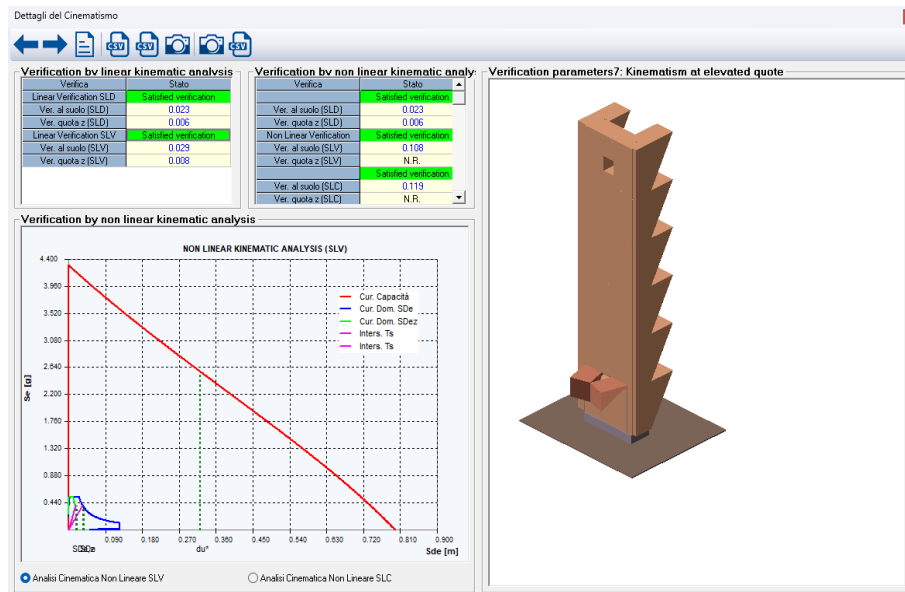 Dettagli del Cinematismo
CSV CSV CSV
Verification by linear kinematic analysis
Verifica Stato
Linear Verification SLD Satisfied verification
Ver. al suolo (SLD) 0.023
Ver. quota z (SLD) 0.006
Linear Verification SLV Satisfied verification
Ver. al suolo (SLV) 0.029
Ver. quota z (SLV) 0.008
Verification by non linear kinematic analy
Verifica Stato
Satisfied verification
Ver. al suolo (SLD) 0.023
Ver. quota z (SLD) 0.006
Non Linear Verification Satisfied verification
Ver. al suolo (SLV) 0.108
Ver. quota z (SLV) N.R.
Satisfied verification
Ver. al suolo (SLC) 0.119
Ver. quota z (SLC) N.R.
Verification parameters7: Kinematism at elevated quote
Verification by non linear kinematic analysis
NON LINEAR KINEMATIC ANALYSIS (SLV)
4.400
3.960
3.520
3.080
2.640
2.200
1.760
1.320
0.880
0.440
Se [g]
Cur. Capacità
Cur. Dom. SDe
Cur. Dom. SDez
Inters. Ts
Inters. Ts
0.090 0.180 0.270 0.360 0.450 0.540 0.630 0.720 0.810 0.900
du*
Sde [m]
Analisi Cinematica Non Lineare SLV
Analisi Cinematica Non Lineare SLC